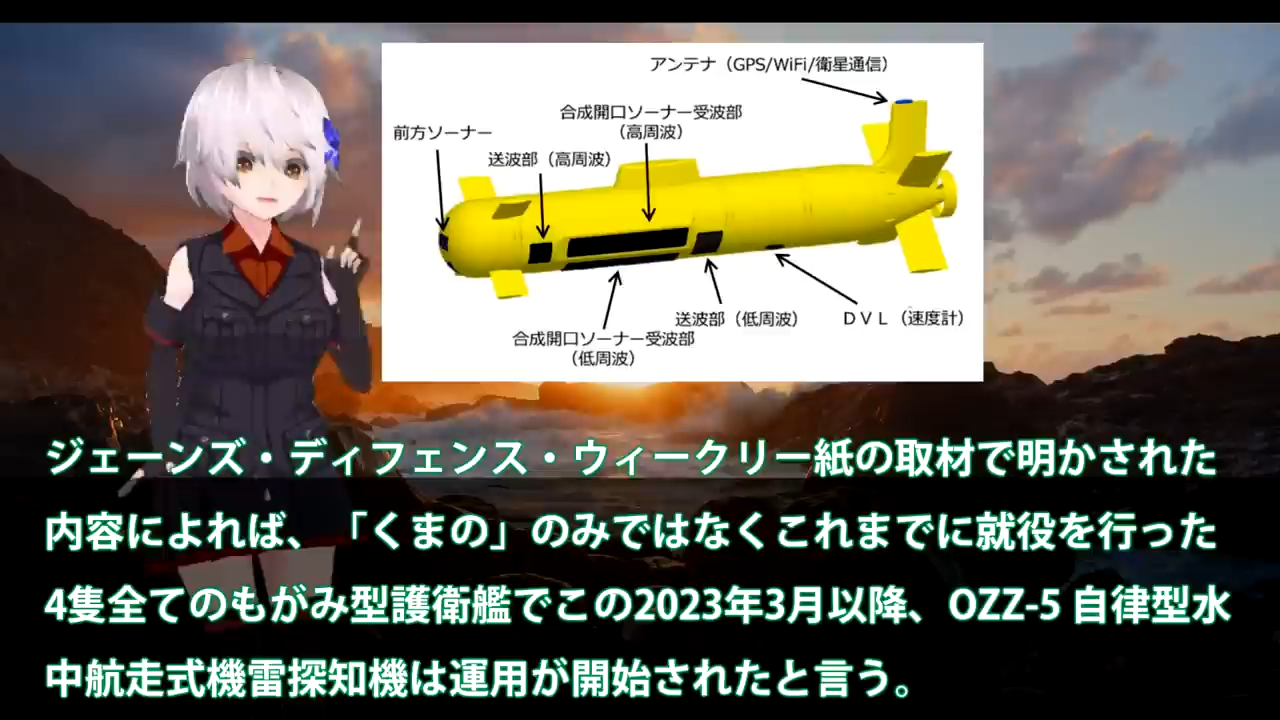 アンテナ（GPS/WiFi/衛星通信）
合成開口ソーナー受波部
（高周波）
前方ソーナー
送波部（高周波）
送波部（低周波）
ＤＶＬ（速度計）
合成開口ソーナー受波部
（低周波）
ジェーンズ・ディフェンス・ウィークリー紙の取材で明かされた
内容によれば、「くまの」のみではなくこれまでに就役を行った
4隻全てのもがみ型護衛艦でこの2023年3月以降、OZZ-5 自律型水
中航走式機雷探知機は運用が開始されたと言う。